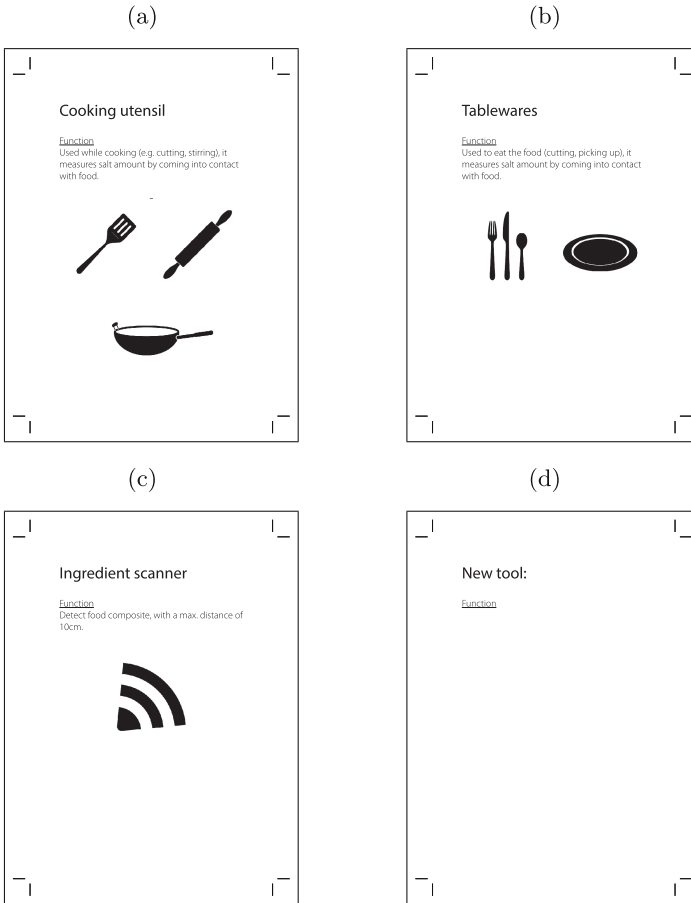 (a)
Cooking utensil
Function
Used while cooking (e.g. cutting, stirring), it
measures salt amount by coming into contact
with food.
(b)
Tablewares
Function
Used to eat the food (cutting, picking up), it
measures salt amount by coming into contact
with food.
(c)
Ingredient scanner
Function
Detect food composite, with a max. distance of
10cm.
(d)
New tool:
Function